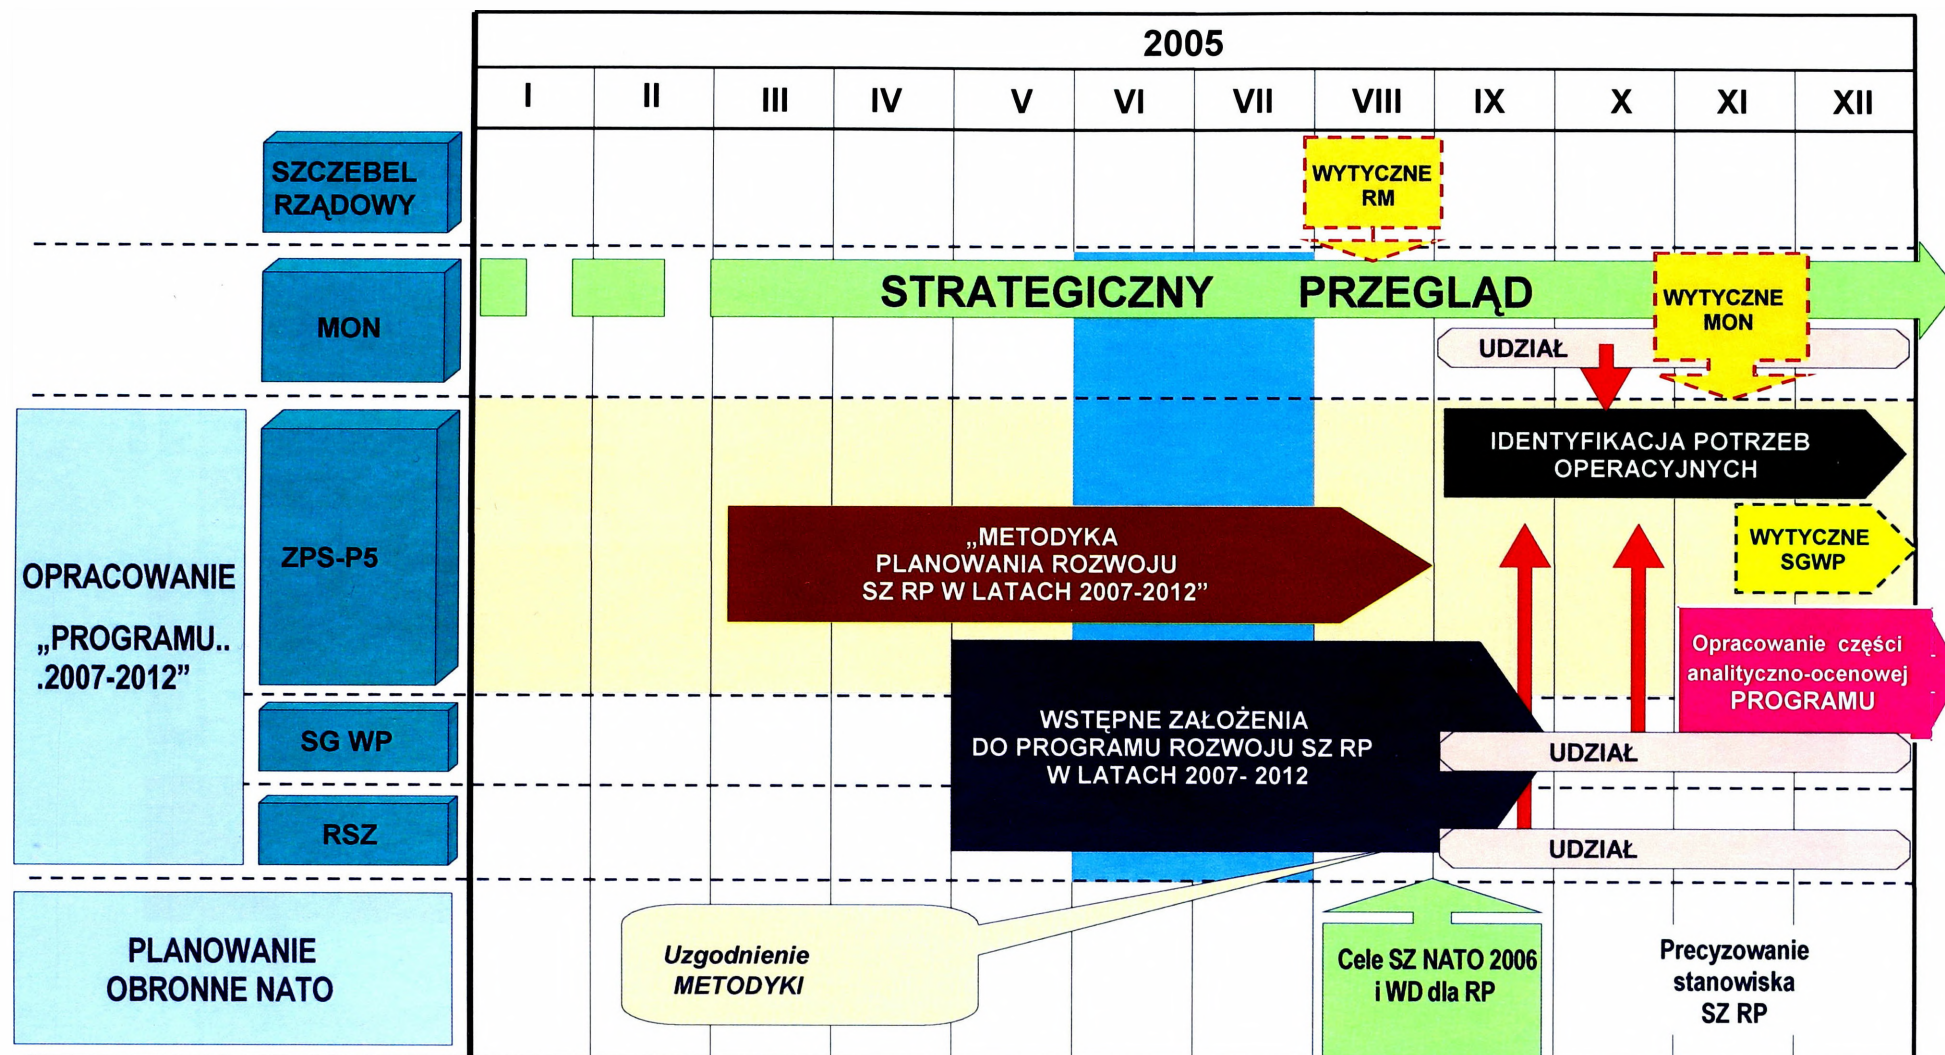 2005
I II III IV V VI VII VIII IX X XI XII
SZCZEBEL
RZĄDOWY
WYTYCZNE
RM
MON
STRATEGICZNY PRZEGLĄD
WYTYCZNE
MON
UDZIAŁ
OPRACOWANIE
„PROGRAMU..
.2007-2012”
ZPS-P5
IDENTYFIKACJA POTRZEB
OPERACYJNYCH
„METODYKA
PLANOWANIA ROZWOJU
SZ RP W LATACH 2007-2012”
WYTYCZNE
SGWP
Opracowanie części
analityczno-ocenowej
PROGRAMU
SG WP
WSTĘPNE ZAŁOŻENIA
DO PROGRAMU ROZWOJU SZ RP
W LATACH 2007- 2012
UDZIAŁ
RSZ
UDZIAŁ
PLANOWANIE
OBRONNE NATO
Uzgodnienie
METODYKI
Cele SZ NATO 2006
i WD dla RP
Precyzowanie
stanowiska
SZ RP